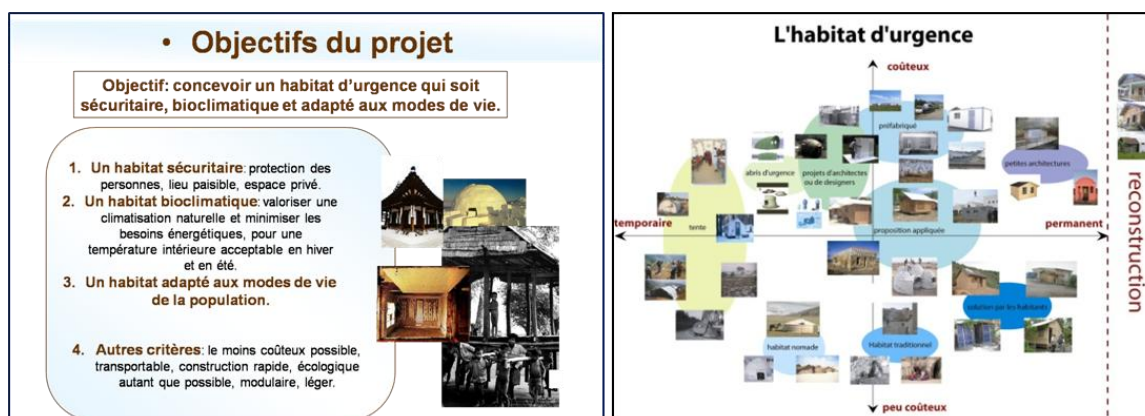 • Objectifs du projet
Objectif: concevoir un habitat d’urgence qui soit
sécuritaire, bioclimatique et adapté aux modes de vie.
1. Un habitat sécuritaire: protection des
personnes, lieu paisible, espace privé.
2. Un habitat bioclimatique: valoriser une
climatisation naturelle et minimiser les
besoins énergétiques, pour une
température intérieure acceptable en hiver
et en été.
3. Un habitat adapté aux modes de vie
de la population.
4. Autres critères: le moins coûteux possible,
transportable, construction rapide, écologique
autant que possible, modulaire, léger.
L'habitat d'urgence
coûteux
préfabriqué
petites architectures
abris d'urgence
projets d'architectes
ou de designers
temporaire
permanent
tente
proposition appliquée
reconstruction
solution par les habitants
habitat nomade
Habitat traditionnel
peu coûteux